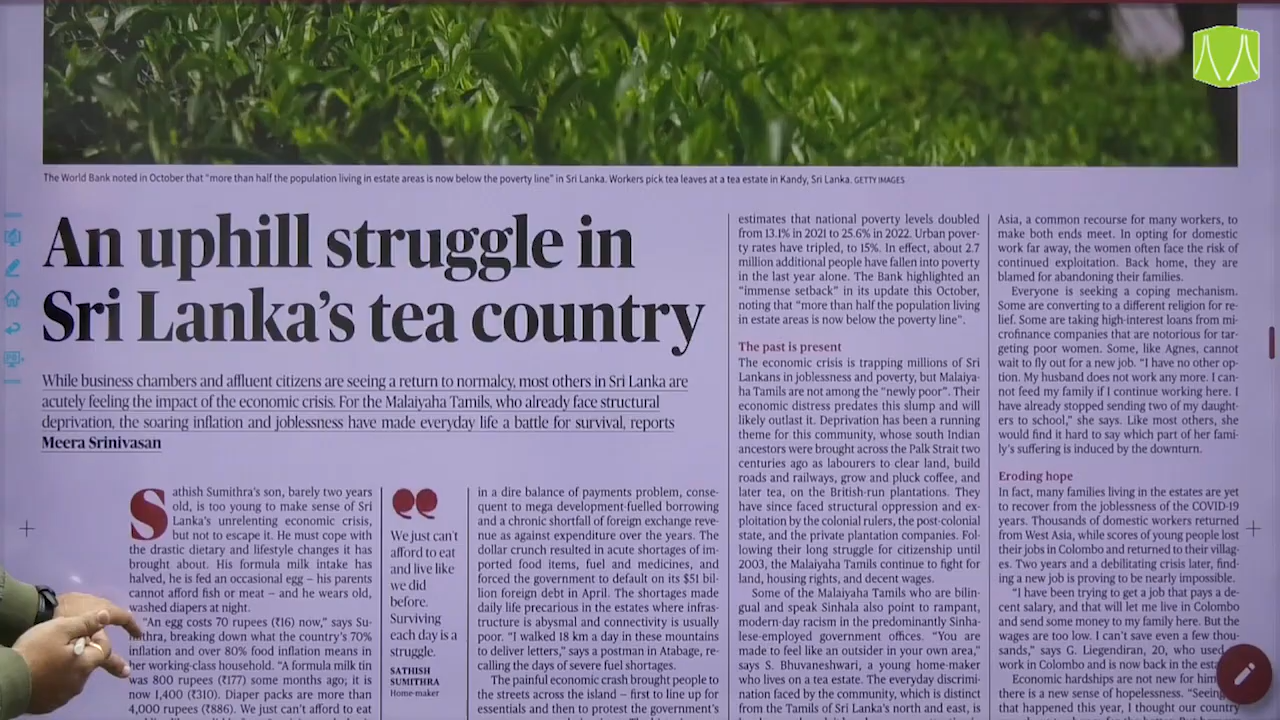 The World Bank noted in October that “more than half the population living in estate areas is now below the poverty line” in Sri Lanka. Workers pick tea leaves at a tea estate in Kandy, Sri Lanka. GETTY IMAGES
An uphill struggle in
Sri Lanka’s tea country
While business chambers and affluent citizens are seeing a return to normalcy, most others in Sri Lanka are
acutely feeling the impact of the economic crisis. For the Malaiyaha Tamils, who already face structural
deprivation, the soaring inflation and joblessness have made everyday life a battle for survival, reports
Meera Srinivasan
Sathish Sumithra’s son, barely two years
old, is too young to make sense of Sri
Lanka’s unrelenting economic crisis,
but not to escape it. He must cope with
the drastic dietary and lifestyle changes it has
brought about. His formula milk intake has
halved, he is fed an occasional egg – his parents
cannot afford fish or meat – and he wears old,
washed diapers at night.
“An egg costs 70 rupees (₹16) now,” says Su-
mithra, breaking down what the country’s 70%
inflation and over 80% food inflation means in
her working-class household. “A formula milk tin
was 800 rupees (₹177) some months ago; it is
now 1,400 (₹310). Diaper packs are more than
4,000 rupees (₹886). We just can’t afford to eat
We just can’t
afford to eat
and live like
we did
before.
Surviving
each day is a
struggle.
SATHISH
SUMITHRA
Home-maker
in a dire balance of payments problem, conse-
quent to mega development-fuelled borrowing
and a chronic shortfall of foreign exchange reve-
nue as against expenditure over the years. The
dollar crunch resulted in acute shortages of im-
ported food items, fuel and medicines, and
forced the government to default on its $51 bil-
lion foreign debt in April. The shortages made
daily life precarious in the estates where infras-
tructure is abysmal and connectivity is usually
poor. “I walked 18 km a day in these mountains
to deliver letters,” says a postman in Atabage, re-
calling the days of severe fuel shortages.
The painful economic crash brought people to
the streets across the island – first to line up for
essentials and then to protest the government’s
estimates that national poverty levels doubled
from 13.1% in 2021 to 25.6% in 2022. Urban pover-
ty rates have tripled, to 15%. In effect, about 2.7
million additional people have fallen into poverty
in the last year alone. The Bank highlighted an
“immense setback” in its update this October,
noting that “more than half the population living
in estate areas is now below the poverty line”.
The past is present
The economic crisis is trapping millions of Sri
Lankans in joblessness and poverty, but Malaiya-
ha Tamils are not among the “newly poor”. Their
economic distress predates this slump and will
likely outlast it. Deprivation has been a running
theme for this community, whose south Indian
ancestors were brought across the Palk Strait two
centuries ago as labourers to clear land, build
roads and railways, grow and pluck coffee, and
later tea, on the British-run plantations. They
have since faced structural oppression and ex-
ploitation by the colonial rulers, the post-colonial
state, and the private plantation companies. Fol-
lowing their long struggle for citizenship until
2003, the Malaiyaha Tamils continue to fight for
land, housing rights, and decent wages.
Some of the Malaiyaha Tamils who are bilin-
gual and speak Sinhala also point to rampant,
modern-day racism in the predominantly Sinha-
lese-employed government offices. “You are
made to feel like an outsider in your own area,”
says S. Bhuvaneshwari, a young home-maker
who lives on a tea estate. The everyday discrimi-
nation faced by the community, which is distinct
from the Tamils of Sri Lanka’s north and east, is
Asia, a common recourse for many workers, to
make both ends meet. In opting for domestic
work far away, the women often face the risk of
continued exploitation. Back home, they are
blamed for abandoning their families.
Everyone is seeking a coping mechanism.
Some are converting to a different religion for re-
lief. Some are taking high-interest loans from mi-
crofinance companies that are notorious for tar-
geting poor women. Some, like Agnes, cannot
wait to fly out for a new job. “I have no other op-
tion. My husband does not work any more. I can-
not feed my family if I continue working here. I
have already stopped sending two of my daught-
ers to school,” she says. Like most others, she
would find it hard to say which part of her fami-
ly’s suffering is induced by the downturn.
Eroding hope
In fact, many families living in the estates are yet
to recover from the joblessness of the COVID-19
years. Thousands of domestic workers returned
from West Asia, while scores of young people lost
their jobs in Colombo and returned to their villag-
es. Two years and a debilitating crisis later, find-
ing a new job is proving to be nearly impossible.
“I have been trying to get a job that pays a de-
cent salary, and that will let me live in Colombo
and send some money to my family here. But the
wages are too low. I can’t save even a few thou-
sands,” says G. Liegendiran, 20, who used
work in Colombo and is now back in the
Economic hardships are not new for him
there is a new sense of hopelessness. “Seeing
that happened this year, I thought our country